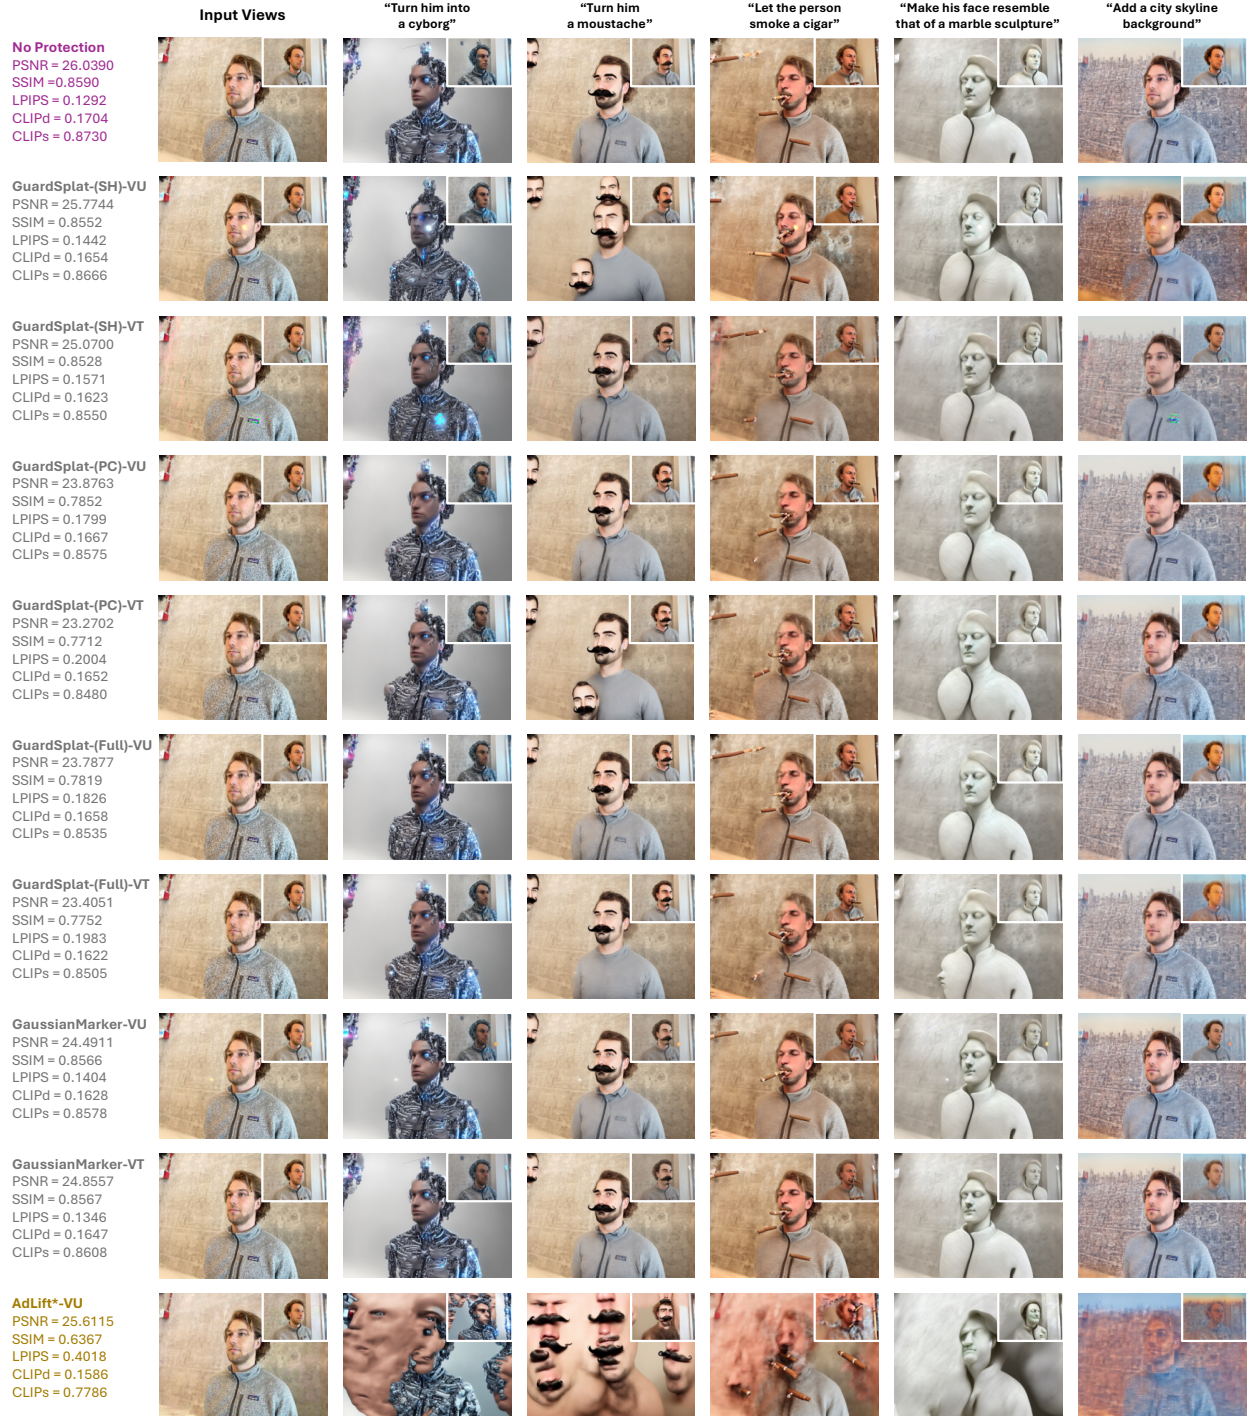 Input Views
“Turn him into
a cyborg”
“Turn him
a moustache”
“Let the person
smoke a cigar”
“Make his face resemble
that of a marble sculpture”
“Add a city skyline
background”
No Protection
PSNR = 26.0390
SSIM =0.8590
LPIPS = 0.1292
CLIPd = 0.1704
CLIPs = 0.8730
GuardSplat-(SH)-VU
PSNR = 25.7744
SSIM = 0.8552
LPIPS = 0.1442
CLIPd = 0.1654
CLIPs = 0.8666
GuardSplat-(SH)-VT
PSNR = 25.0700
SSIM = 0.8528
LPIPS = 0.1571
CLIPd = 0.1623
CLIPs = 0.8550
GuardSplat-(PC)-VU
PSNR = 23.8763
SSIM = 0.7852
LPIPS = 0.1799
CLIPd = 0.1667
CLIPs = 0.8575
GuardSplat-(PC)-VT
PSNR = 23.2702
SSIM = 0.7712
LPIPS = 0.2004
CLIPd = 0.1652
CLIPs = 0.8480
GuardSplat-(Full)-VU
PSNR = 23.7877
SSIM = 0.7819
LPIPS = 0.1826
CLIPd = 0.1658
CLIPs = 0.8535
GuardSplat-(Full)-VT
PSNR = 23.4051
SSIM = 0.7752
LPIPS = 0.1983
CLIPd = 0.1622
CLIPs = 0.8505
GaussianMarker-VU
PSNR = 24.4911
SSIM = 0.8566
LPIPS = 0.1404
CLIPd = 0.1628
CLIPs = 0.8578
GaussianMarker-VT
PSNR = 24.8557
SSIM = 0.8567
LPIPS = 0.1346
CLIPd = 0.1647
CLIPs = 0.8608
AdLift*-VU
PSNR = 25.6115
SSIM = 0.6367
LPIPS = 0.4018
CLIPd = 0.1586
CLIPs = 0.7786